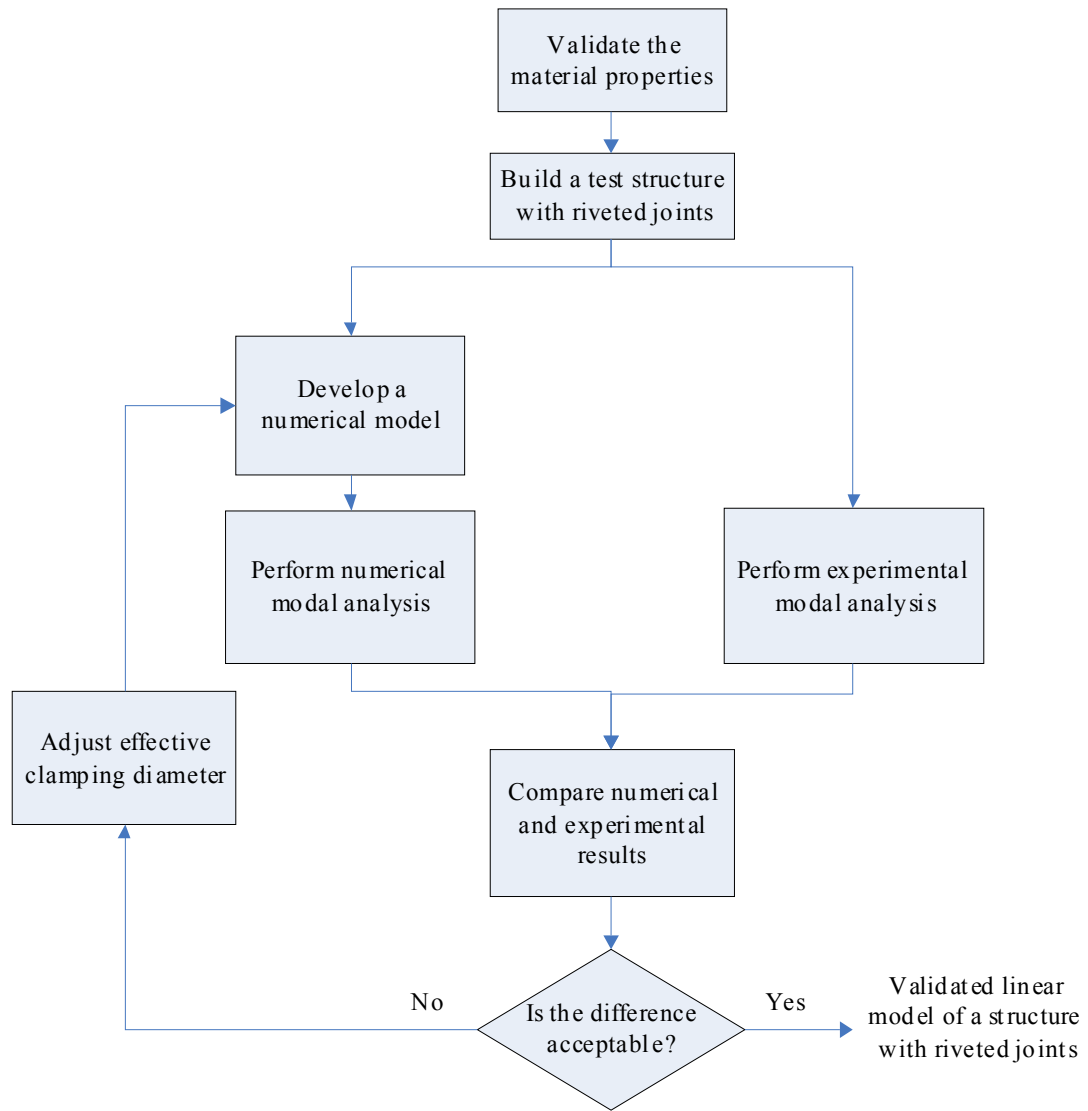 Validate the
material properties
Build a test structure
with riveted joints
Develop a
numerical model
Perform numerical
modal analysis
Perform experimental
modal analysis
Adjust effective
clamping diameter
Compare numerical
and experimental
results
No
Is the difference
acceptable?
Yes
Validated linear
model of a structure
with riveted joints